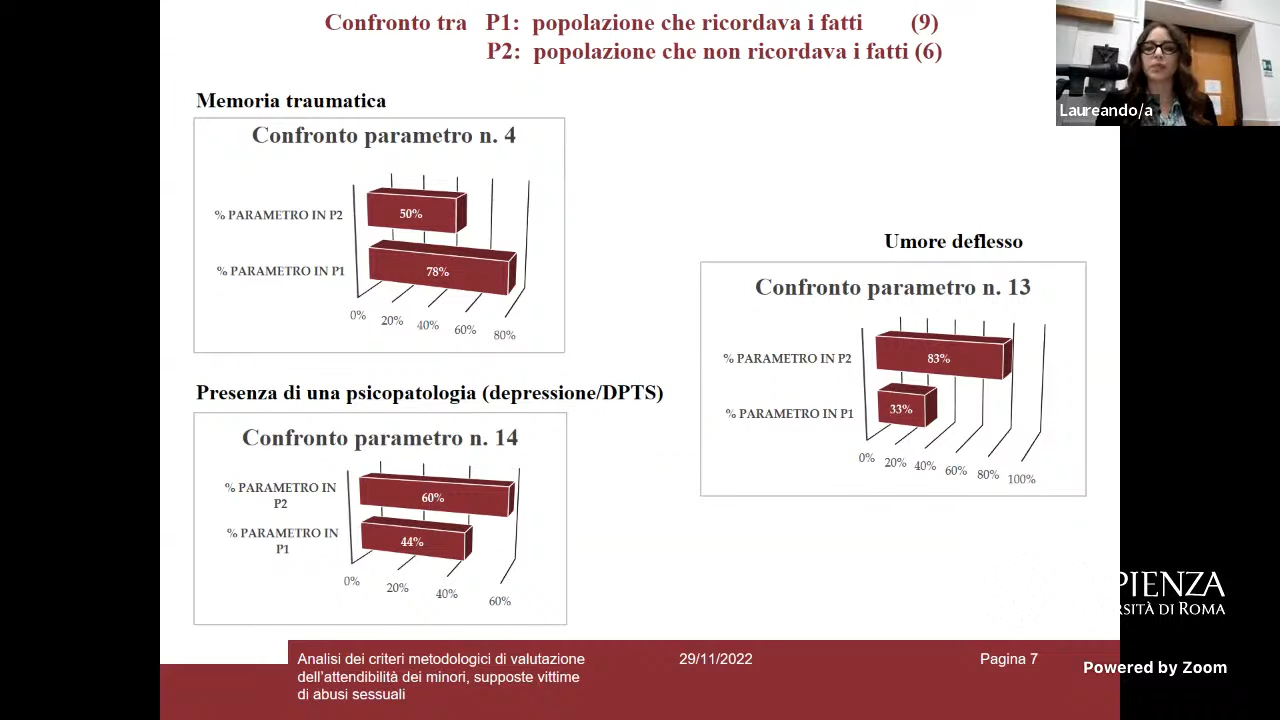 Confronto tra P1: popolazione che ricordava i fatti (9)
P2: popolazione che non ricordava i fatti (6)
Laureando/a
Memoria traumatica
Confronto parametro n. 4
% PARAMETRO IN P2
50%
% PARAMETRO IN P1
78%
0% 20% 40% 60% 80%
Umore deflesso
Confronto parametro n. 13
% PARAMETRO IN P2
83%
% PARAMETRO IN P1
33%
0% 20% 40% 60% 80% 100%
Presenza di una psicopatologia (depressione/DPTS)
Confronto parametro n. 14
% PARAMETRO IN
P2
60%
% PARAMETRO IN
P1
44%
0% 20% 40% 60%
PIENZA
RSITÀ DI ROMA
Analisi dei criteri metodologici di valutazione
dell'attendibilità dei minori, supposte vittime
di abusi sessuali
29/11/2022
Pagina 7
Powered by Zoom